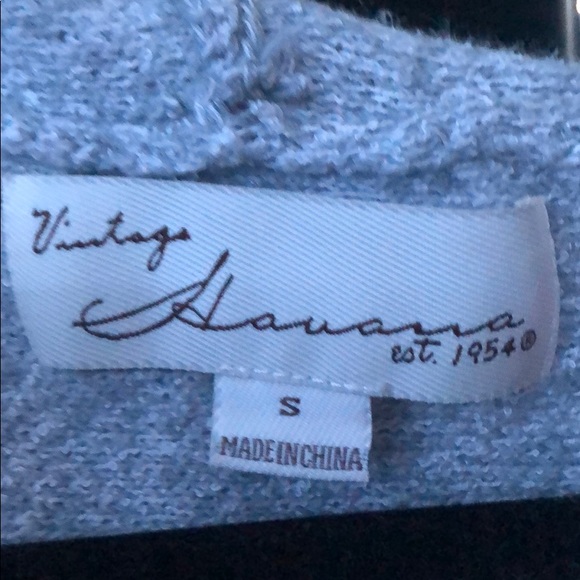 Vintage
Havana
est. 1954®
S
MADE IN CHINA